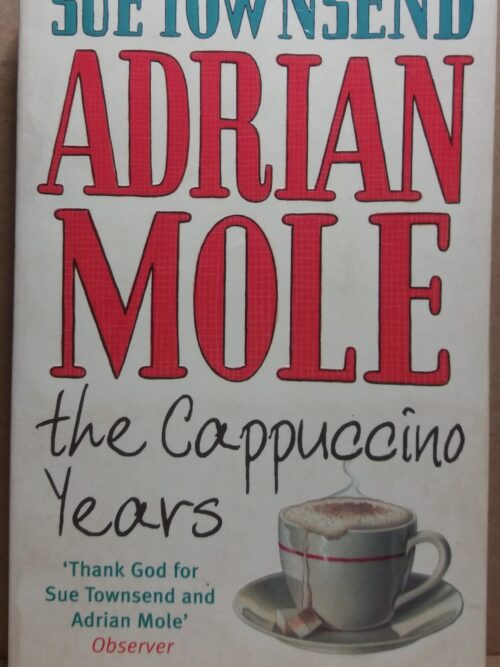 SUE TOWNSEND
ADRIAN
MOLE
the Cappuccino
Years
'Thank God for
Sue Townsend and
Adrian Mole'
Observer